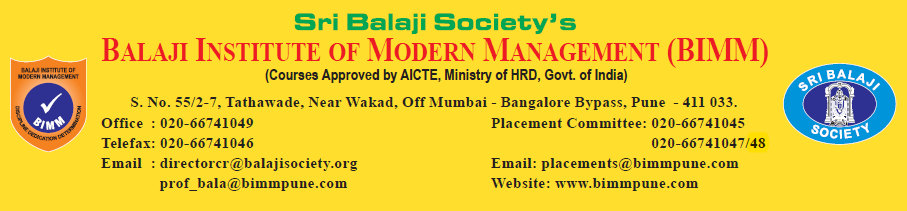 Sri Balaji Society's
BALAJI INSTITUTE OF MODERN MANAGEMENT (BIMM)
(Courses Approved by AICTE, Ministry of HRD, Govt. of India)
BALAJI INSTITUTE OF
MODERN MANAGEMENT
BIMM
DISCIPLINE DEDICATION DETERMINATION
S. No. 55/2-7, Tathawade, Near Wakad, Off Mumbai - Bangalore Bypass, Pune - 411 033.
Office : 020-66741049
Telefax: 020-66741046
Email : directorcr@balajisociety.org
prof_bala@bimmpune.com
Placement Committee: 020-66741045
020-66741047/48
Email: placements@bimmpune.com
Website: www.bimmpune.com
SRI BALAJI
SOCIETY